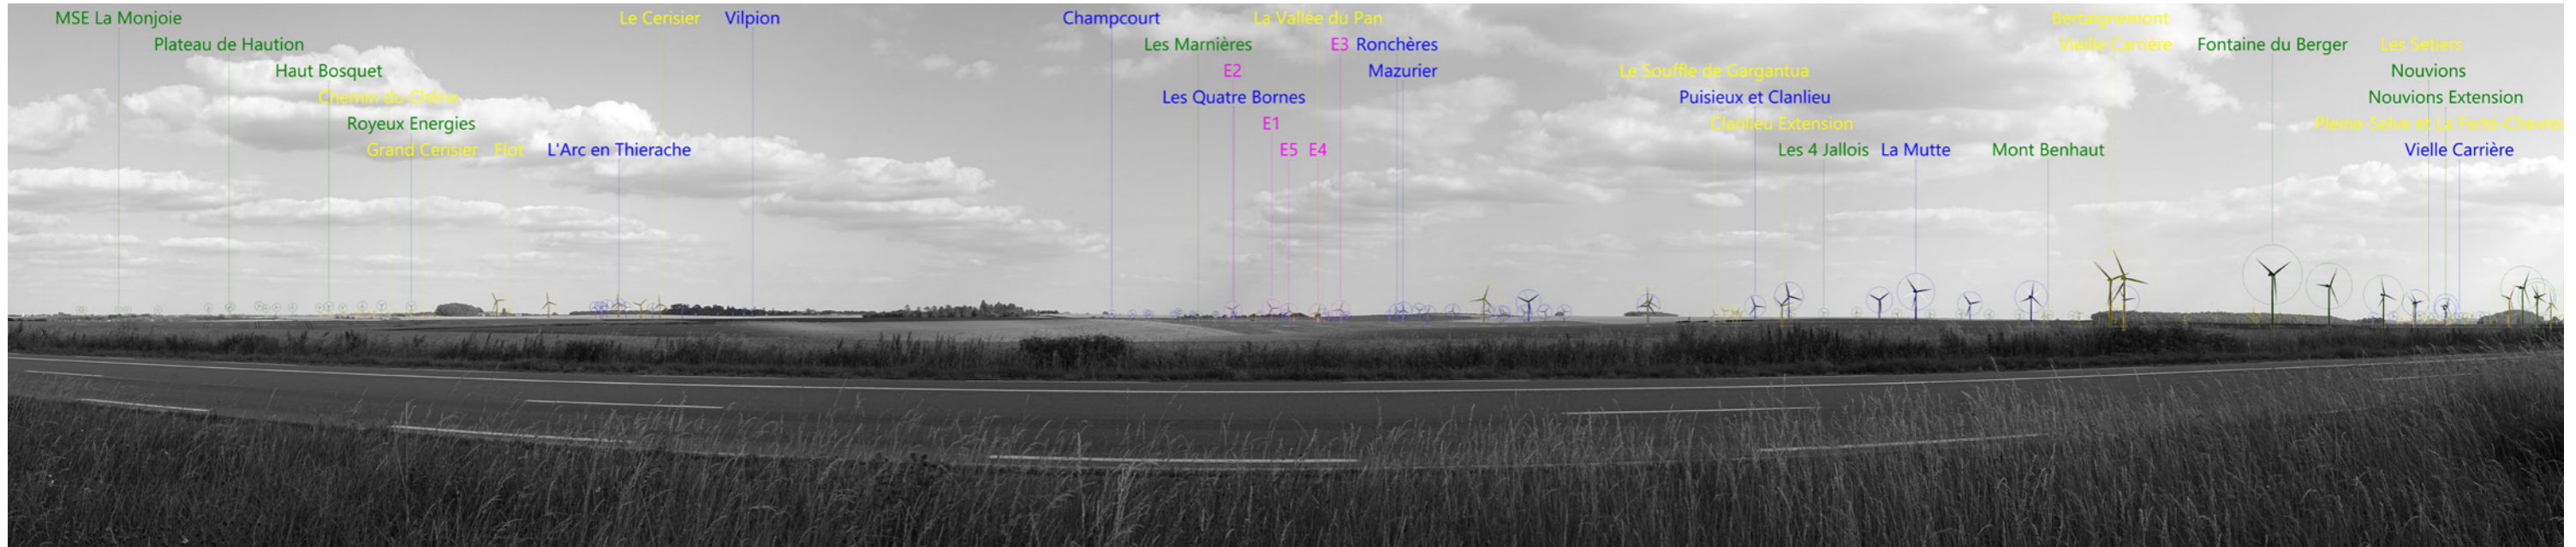 MSE La Monjoie
Le Cerisier
Vilpion
Champcourt
La Vallée du Pan
Bertaignemont
Plateau de Haution
Les Marnières
E3
Ronchères
Vieille Carrière
Fontaine du Berger
Les Setiers
Haut Bosquet
E2
Mazurier
Le Souffle de Gargantua
Nouvions
Chemin du Chêne
Les Quatre Bornes
Puisieux et Clanlieu
Nouvions Extension
Royeux Energies
E1
Clanlieu Extension
Pleine-Selve et La Ferté-Chevres
Grand Cerisier
Flot
L'Arc en Thierache
E5
E4
Les 4 Jallois
La Mutte
Mont Benhaut
Vielle Carrière